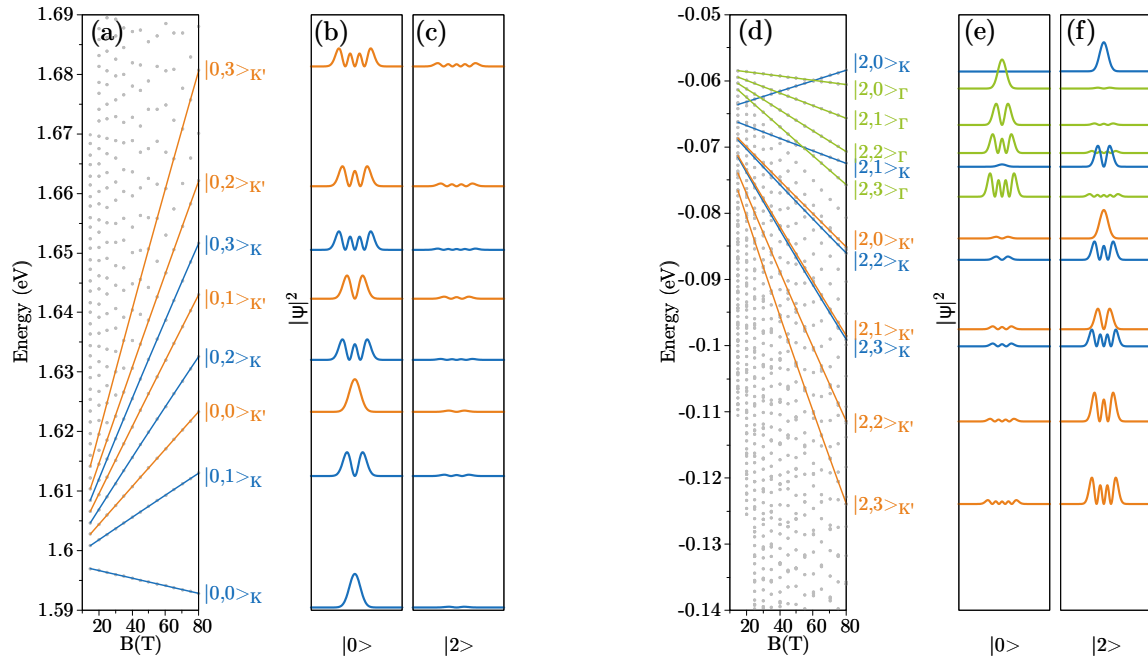 (a)
(b)
(c)
(d)
(e)
(f)
Energy (eV)
1.69
1.68
1.67
1.66
1.65
1.64
1.63
1.62
1.61
1.6
1.59
20
40
60
80
B(T)
|0,3>K'
|0,2>K'
|0,3>K
|0,1>K'
|0,2>K
|0,0>K'
|0,1>K
|0,0>K
|ψ|²
|0>
|2>
Energy (eV)
-0.05
-0.06
-0.07
-0.08
-0.09
-0.1
-0.11
-0.12
-0.13
-0.14
20
40
60
80
B(T)
|2,0>K
|2,0>Γ
|2,1>Γ
|2,2>Γ
|2,1>K
|2,3>Γ
|2,0>K'
|2,2>K
|2,1>K'
|2,3>K
|2,2>K'
|2,3>K'
|ψ|²
|0>
|2>